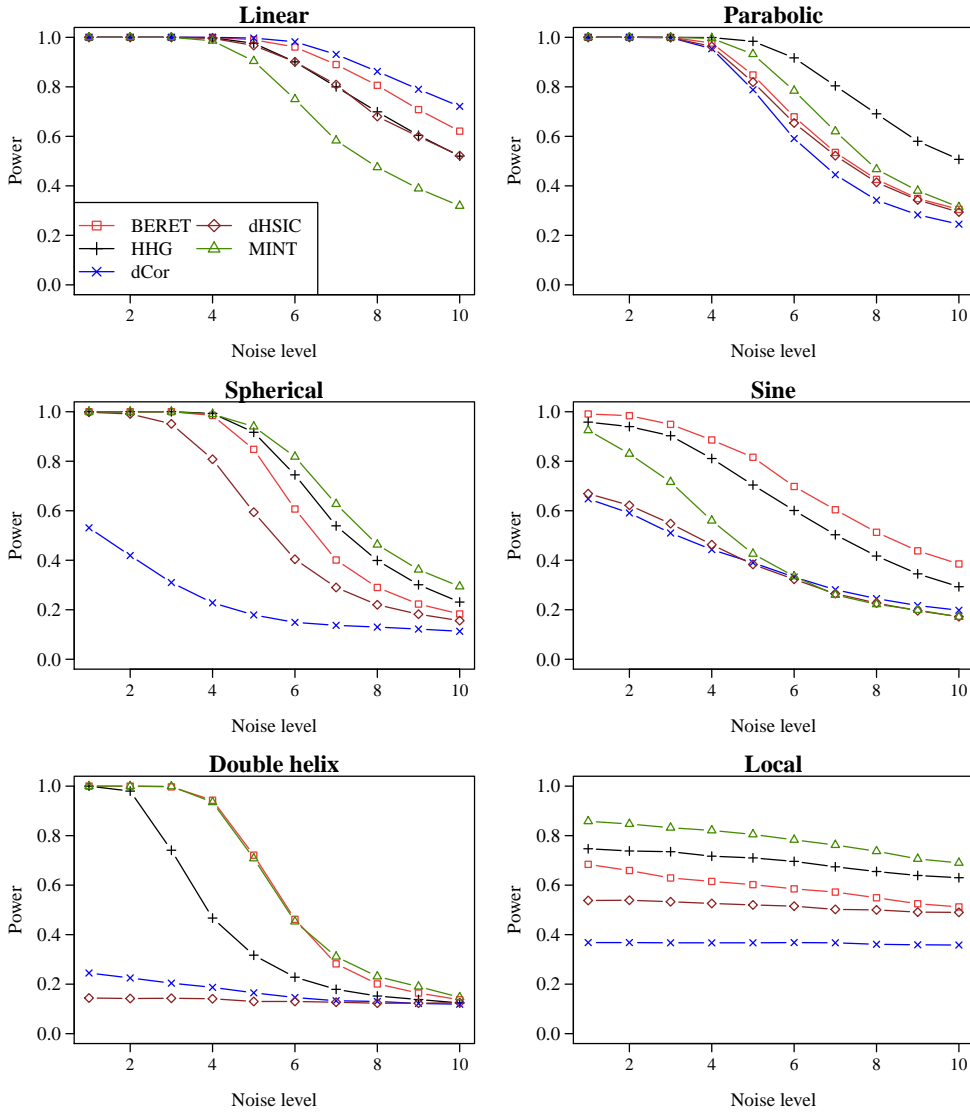 Linear
Power
1.0
0.8
0.6
0.4
0.2
0.0
BERET
HHG
dCor
dHSIC
MINT
2 4 6 8 10
Noise level
Parabolic
Power
1.0
0.8
0.6
0.4
0.2
0.0
2 4 6 8 10
Noise level
Spherical
Power
1.0
0.8
0.6
0.4
0.2
0.0
2 4 6 8 10
Noise level
Sine
Power
1.0
0.8
0.6
0.4
0.2
0.0
2 4 6 8 10
Noise level
Double helix
Power
1.0
0.8
0.6
0.4
0.2
0.0
2 4 6 8 10
Noise level
Local
Power
1.0
0.8
0.6
0.4
0.2
0.0
2 4 6 8 10
Noise level